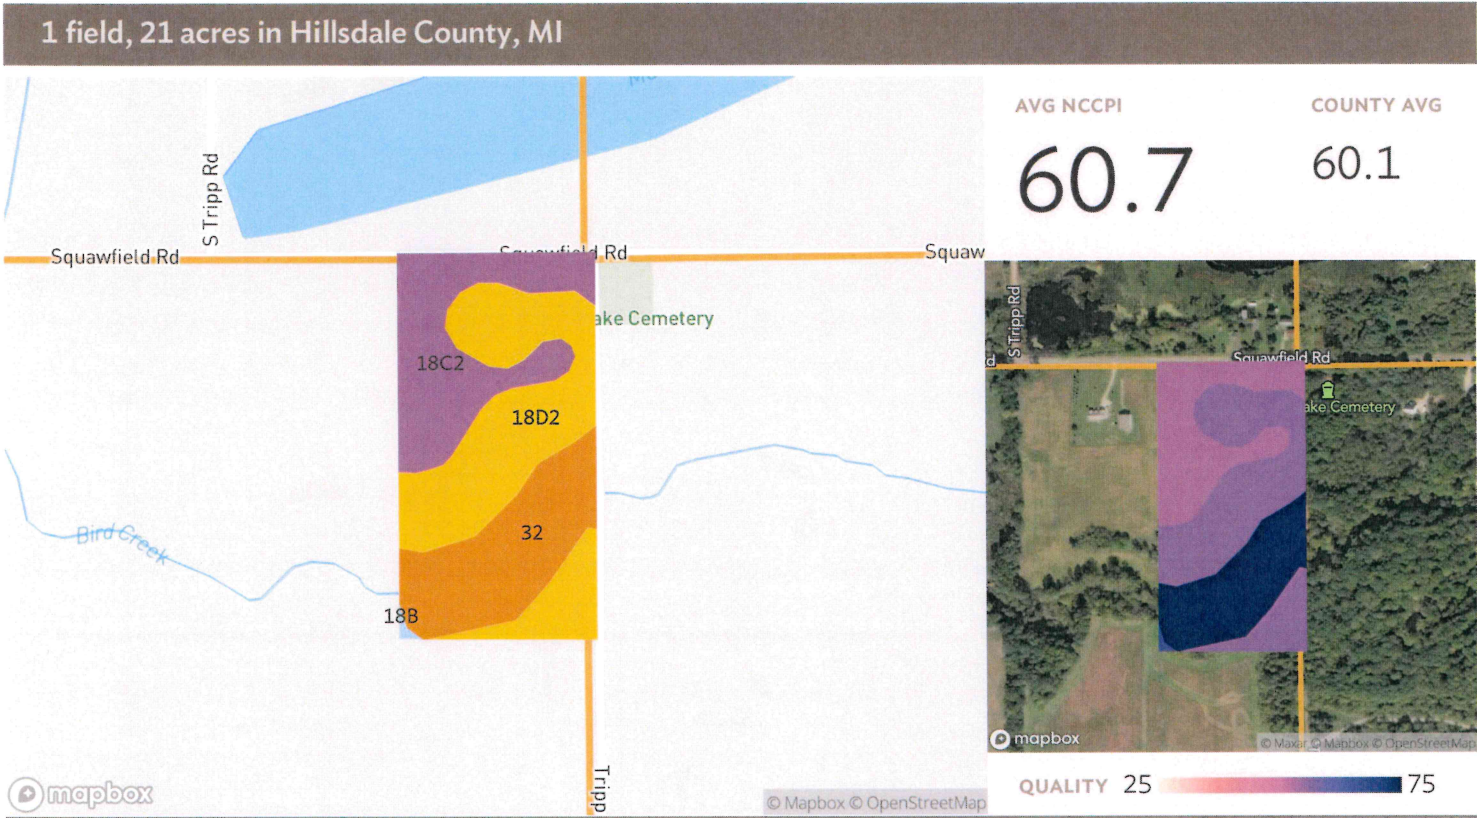 1 field, 21 acres in Hillsdale County, MI
AVG NCCPI
COUNTY AVG
60.7
60.1
S Tripp Rd
Squawfield Rd
Squawfield Rd
Squaw
ake Cemetery
18C2
18D2
32
18B
Bird Creek
Tripp
mapbox
© Mapbox © OpenStreetMap
S Tripp Rd
d
Squawfield Rd
ake Cemetery
mapbox
© Maxar © Mapbox © OpenStreetMap
QUALITY 25 75